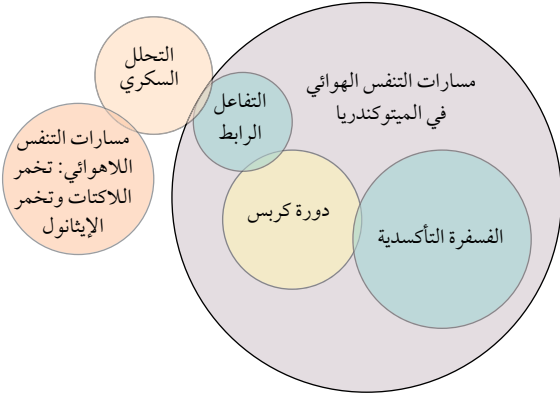 التحلل
السكري
مسارات التنفس الهوائي
في الميتوكندريا
التفاعل
الرابط
مسارات التنفس
اللاهوائي: تخمر
اللاكتات وتخمر
الإيثانول
دورة كربس
الفسفرة التأكسدية